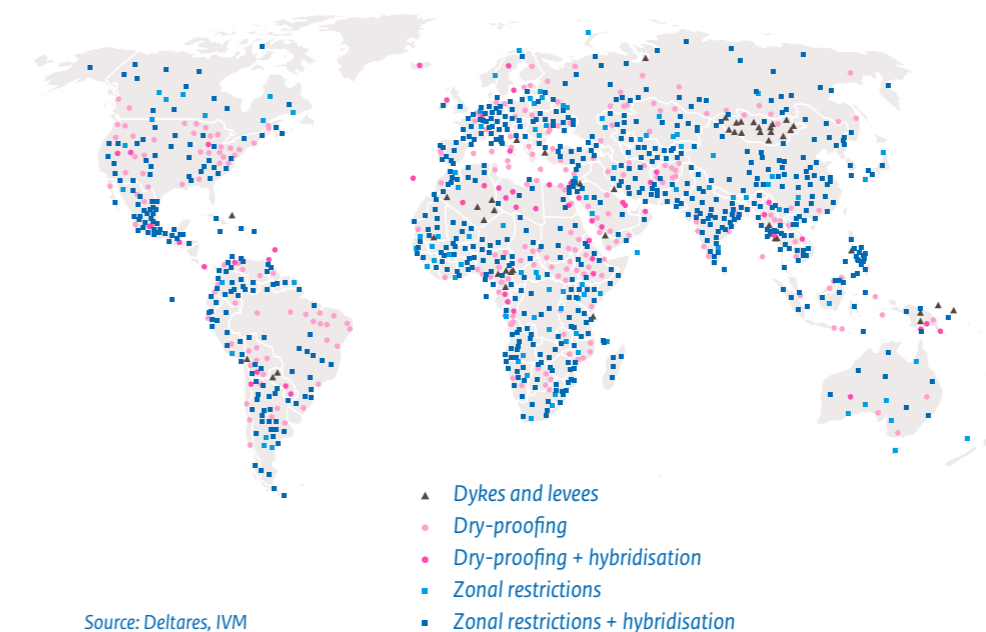 Dykes and levees
Dry-proofing
Dry-proofing + hybridisation
Zonal restrictions
Source: Deltares, IVM
Zonal restrictions + hybridisation